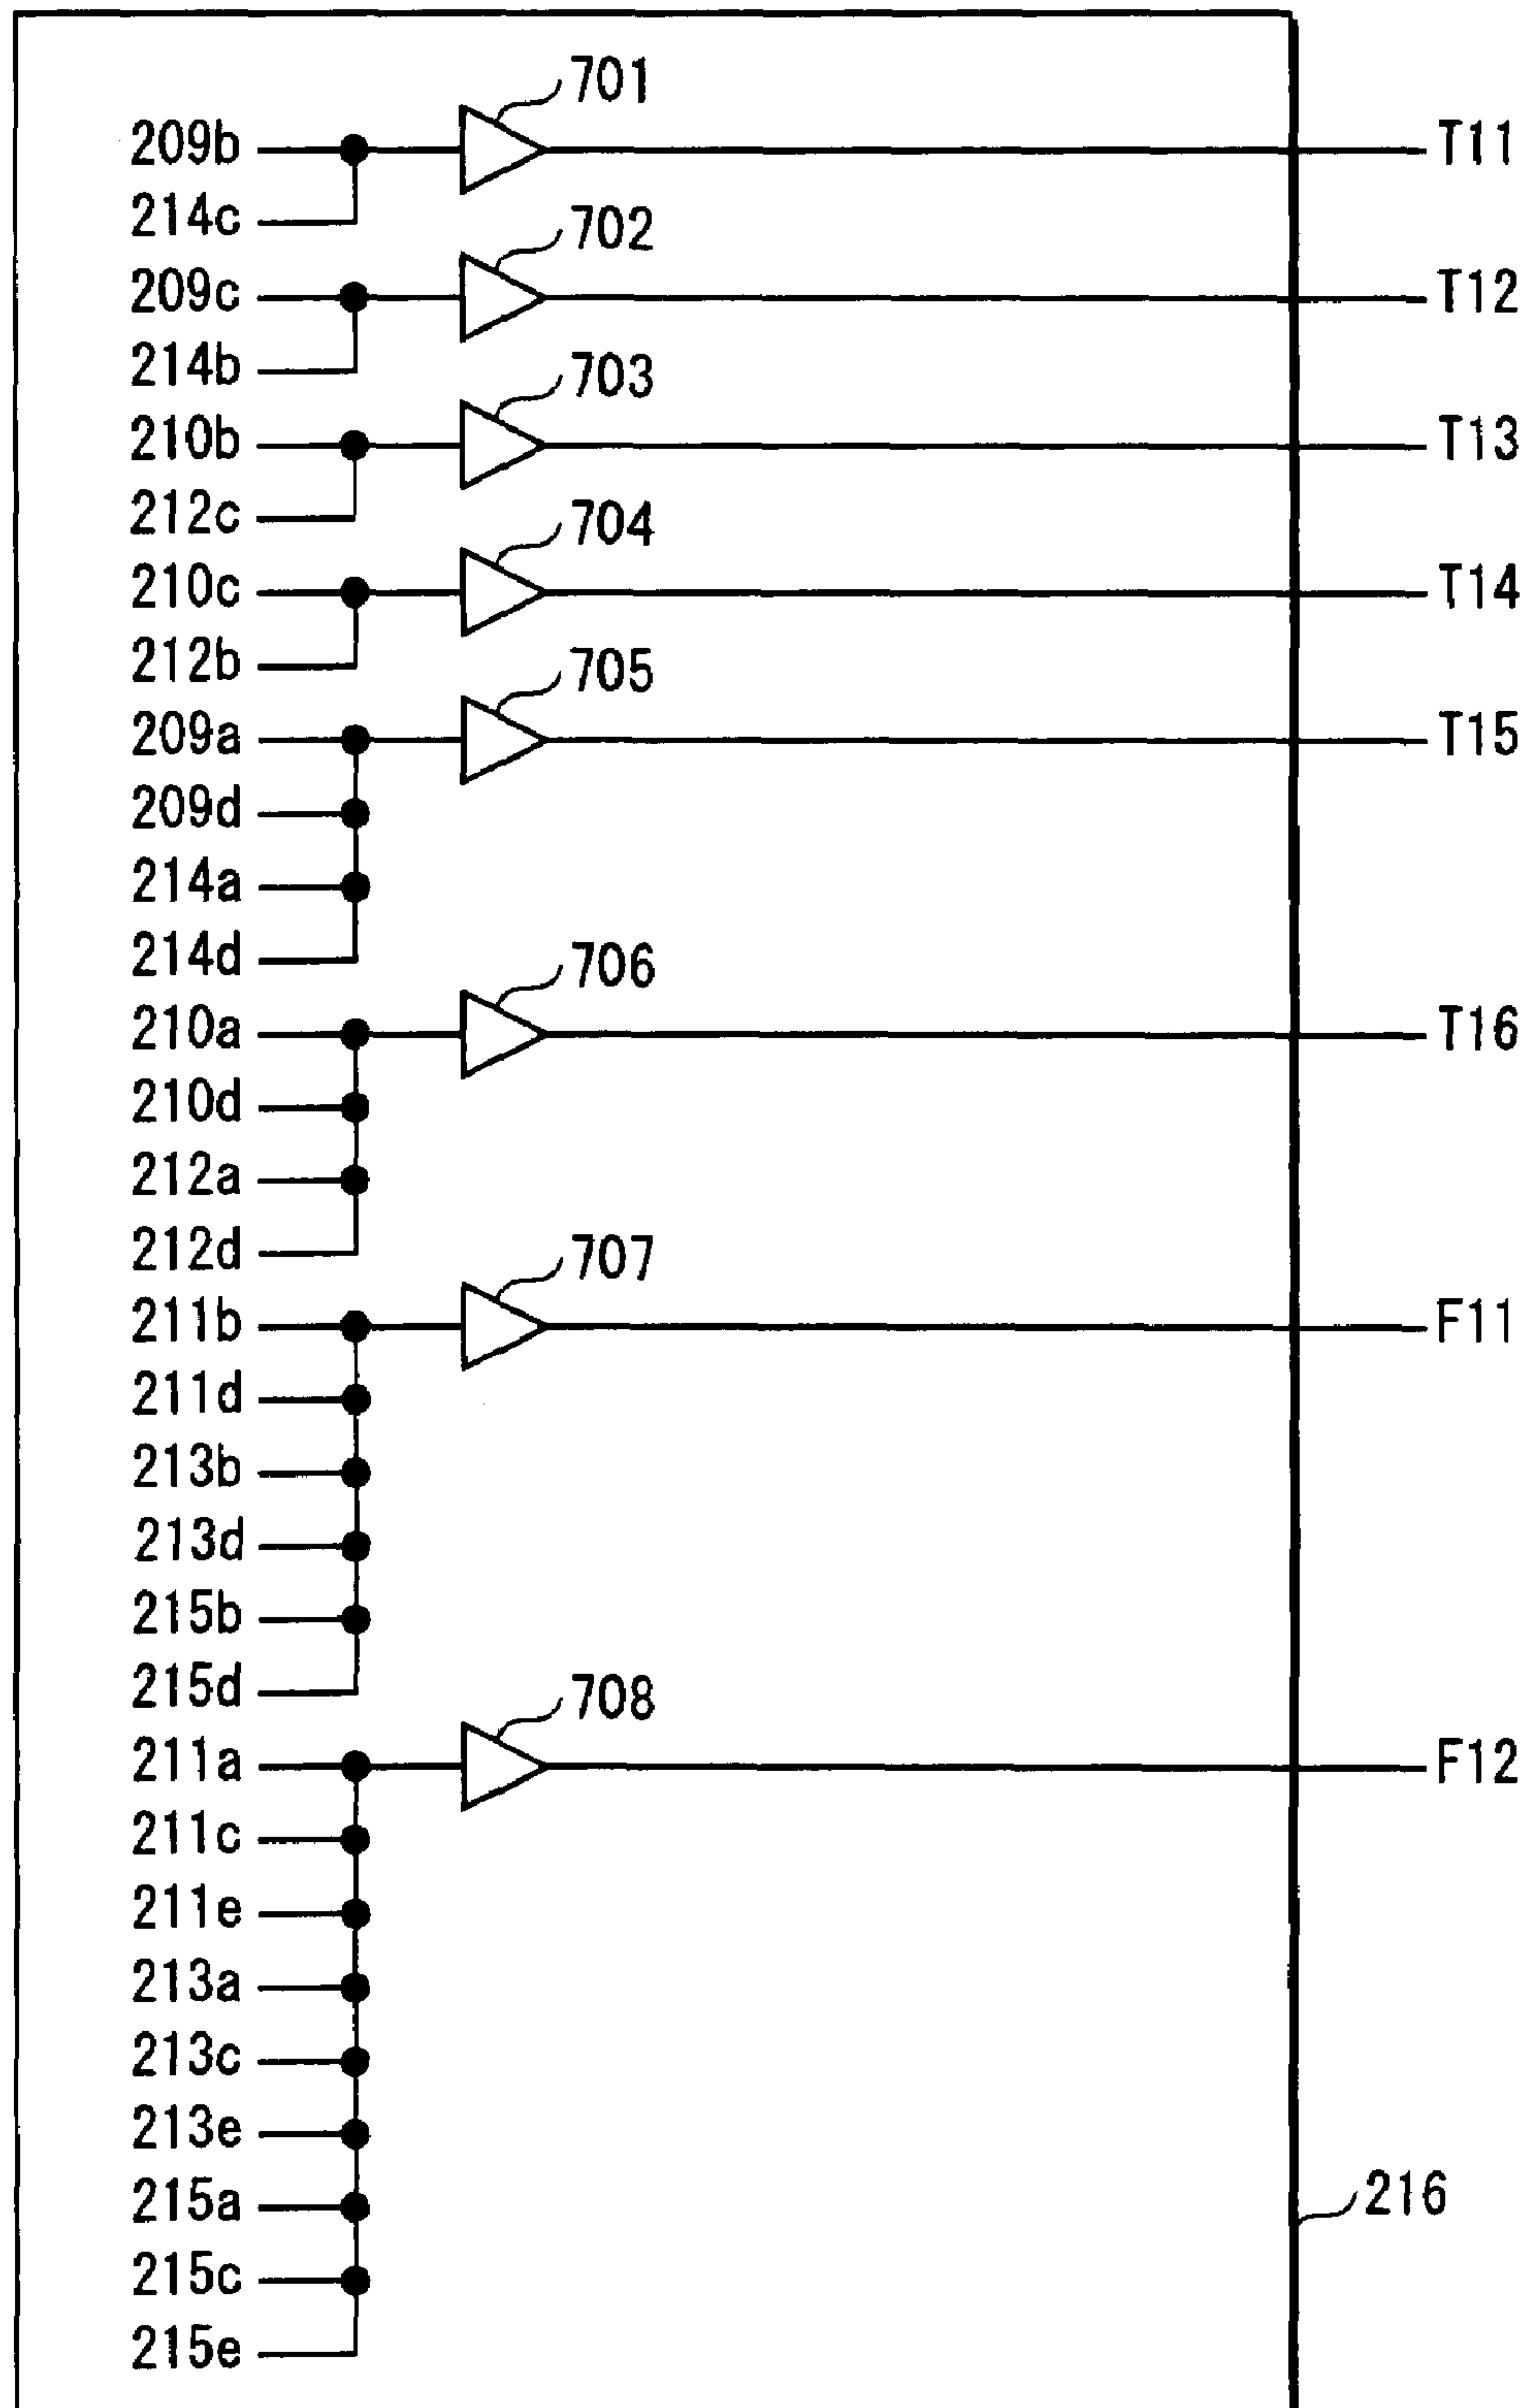 701
209b
T11
214c
702
209c
T12
214b
703
210b
T13
212c
704
210c
T14
212b
705
209a
T15
209d
214a
214d
706
210a
T16
210d
212a
212d
707
211b
F11
211d
213b
213d
215b
215d
708
211a
F12
211c
211e
213a
213c
213e
215a
216
215c
215e